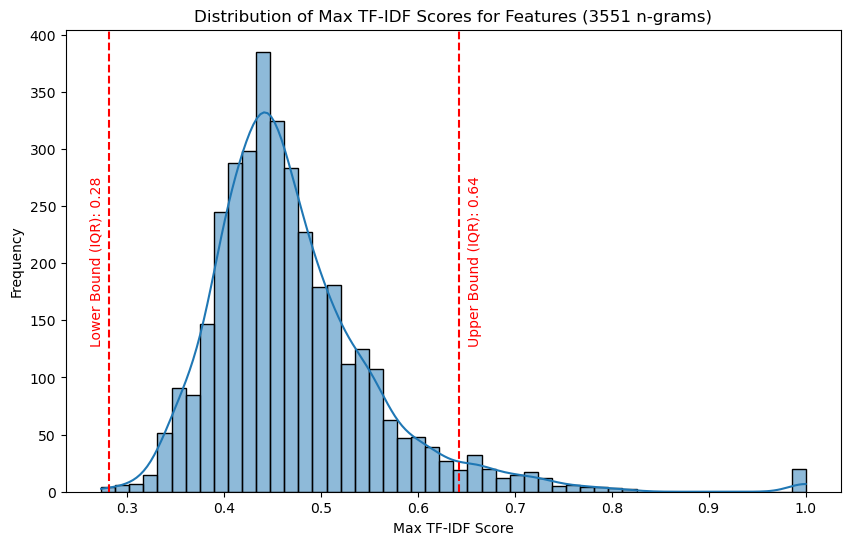 Distribution of Max TF-IDF Scores for Features (3551 n-grams)
Frequency
400
350
300
250
200
150
100
50
0
Lower Bound (IQR): 0.28
Upper Bound (IQR): 0.64
0.3 0.4 0.5 0.6 0.7 0.8 0.9 1.0
Max TF-IDF Score